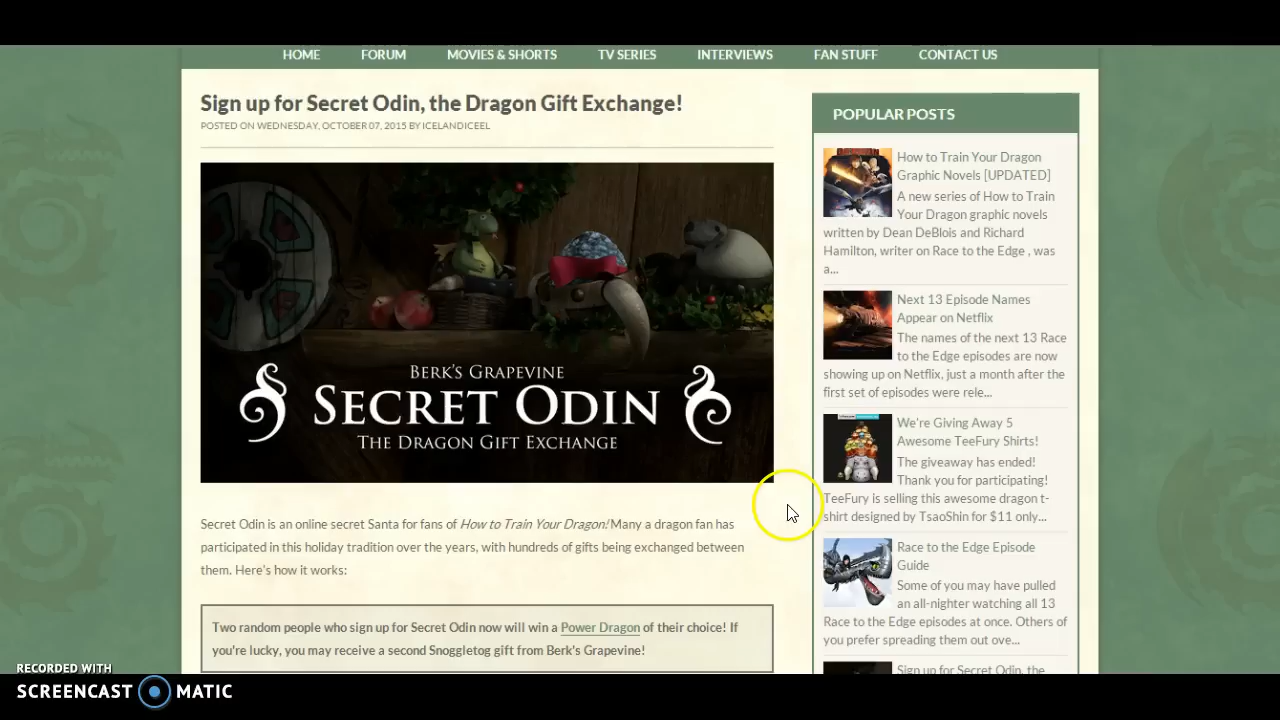 HOME FORUM MOVIES & SHORTS TV SERIES INTERVIEWS FAN STUFF CONTACT US
Sign up for Secret Odin, the Dragon Gift Exchange!
POSTED ON WEDNESDAY, OCTOBER 07, 2015 BY ICELANDICEEL
BERK'S GRAPEVINE
SECRET ODIN
THE DRAGON GIFT EXCHANGE
Secret Odin is an online secret Santa for fans of How to Train Your Dragon! Many a dragon fan has
participated in this holiday tradition over the years, with hundreds of gifts being exchanged between
them. Here's how it works:
Two random people who sign up for Secret Odin now will win a Power Dragon of their choice! If
you're lucky, you may receive a second Snoggletog gift from Berk's Grapevine!
POPULAR POSTS
How to Train Your Dragon
Graphic Novels [UPDATED]
A new series of How to Train
Your Dragon graphic novels
written by Dean DeBlois and Richard
Hamilton, writer on Race to the Edge , was
a...
Next 13 Episode Names
Appear on Netflix
The names of the next 13 Race
to the Edge episodes are now
showing up on Netflix, just a month after the
first set of episodes were rele...
We're Giving Away 5
Awesome TeeFury Shirts!
The giveaway has ended!
Thank you for participating!
TeeFury is selling this awesome dragon t-
shirt designed by TsaoShin for $11 only...
Race to the Edge Episode
Guide
Some of you may have pulled
an all-nighter watching all 13
Race to the Edge episodes at once. Others of
you prefer spreading them out ove...
Sign up for Secret Odin, the
RECORDED WITH
SCREENCAST MATIC